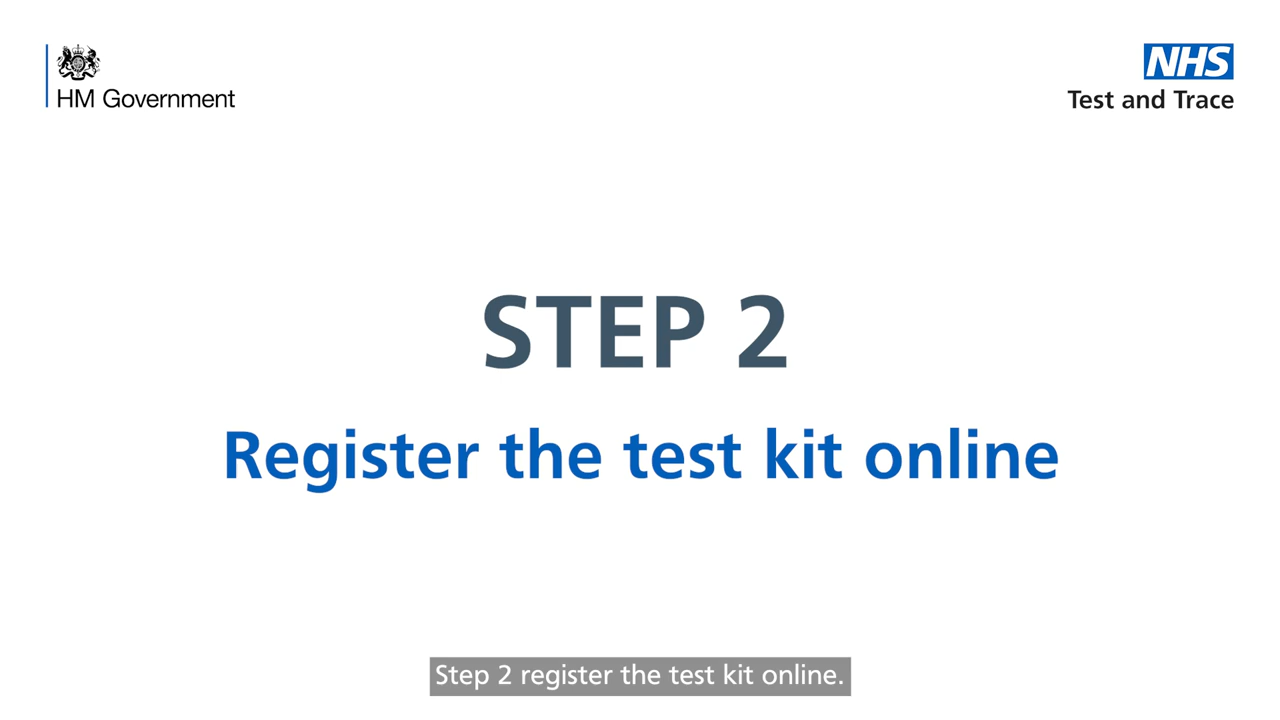 HM Government
NHS
Test and Trace
STEP 2
Register the test kit online
Step 2 register the test kit online.